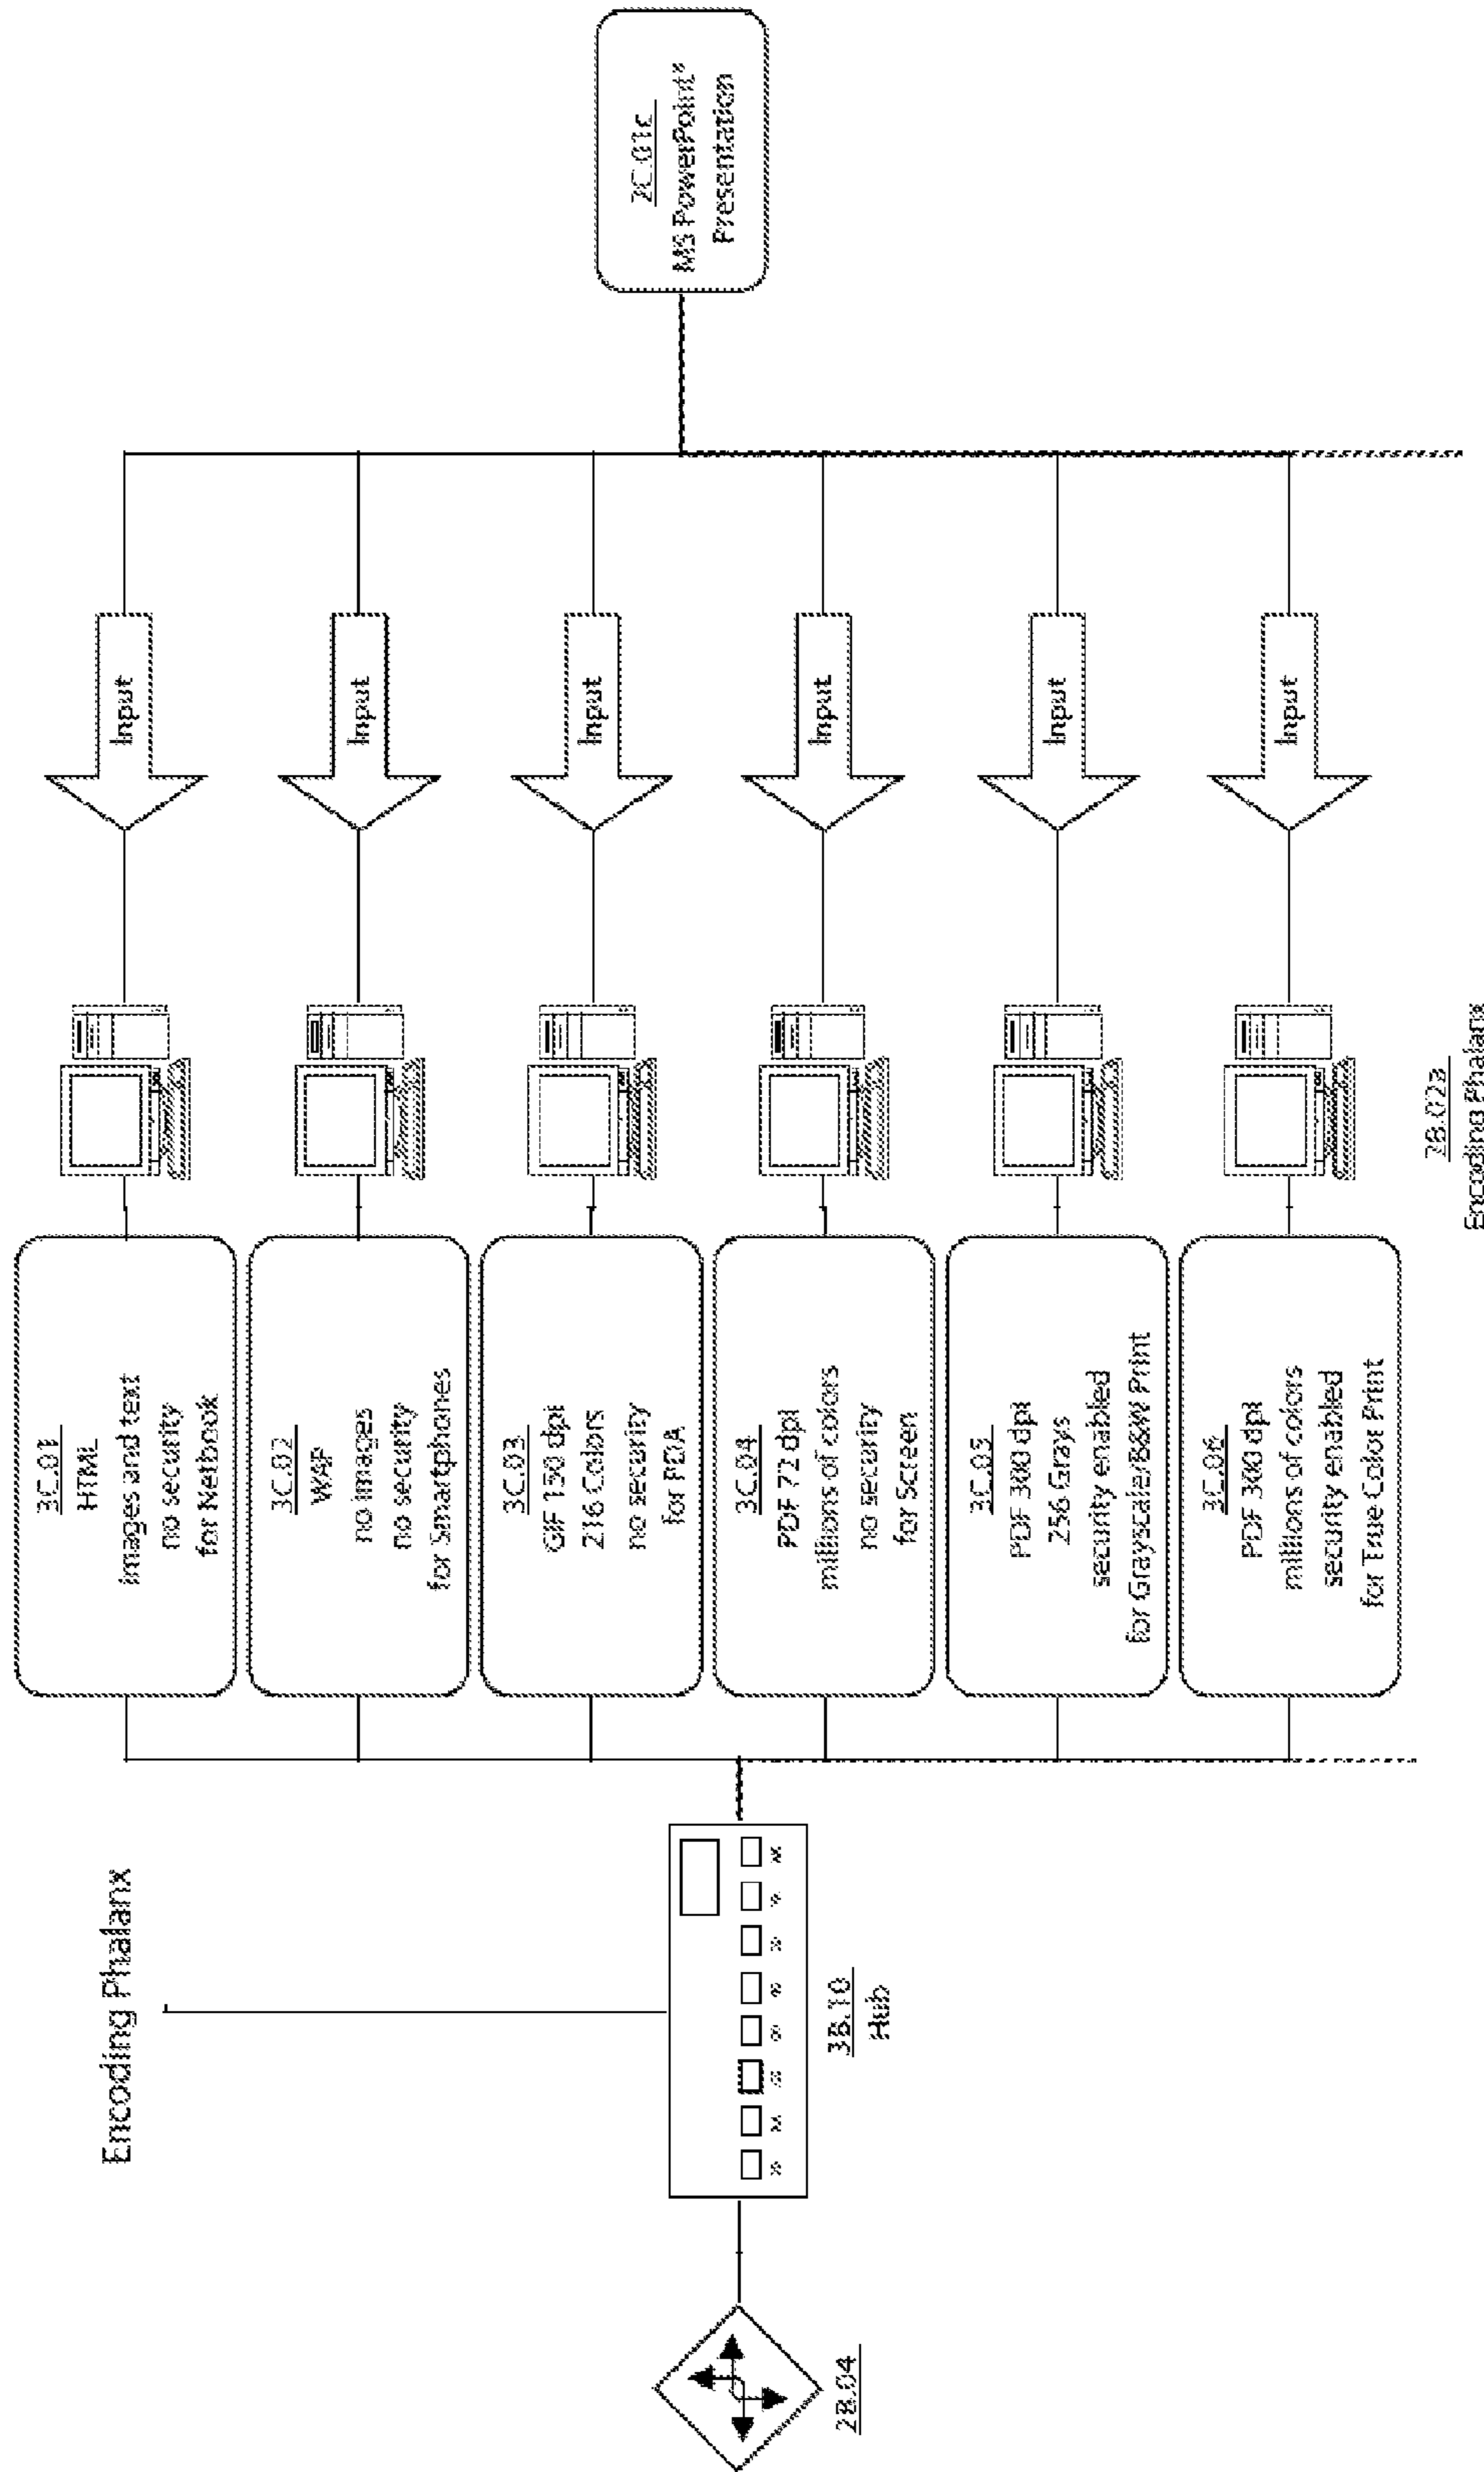 Encoding Phalanx
2B.04
3B.10
Hub
3C.01
HTML
images and text
no security
for Netbook
3C.02
WAP
no images
no security
for Smartphones
3C.03
GIF 150 dpi
216 Colors
no security
for PDA
3C.04
PDF 72 dpi
millions of colors
no security
for Screen
3C.05
PDF 300 dpi
256 Grays
security enabled
for Grayscale/B&W Print
3C.06
PDF 300 dpi
millions of colors
security enabled
for True Color Print
Input
Input
Input
Input
Input
Input
2B.02a
Encoding Phalanx
2C.01c
MS PowerPoint®
Presentation